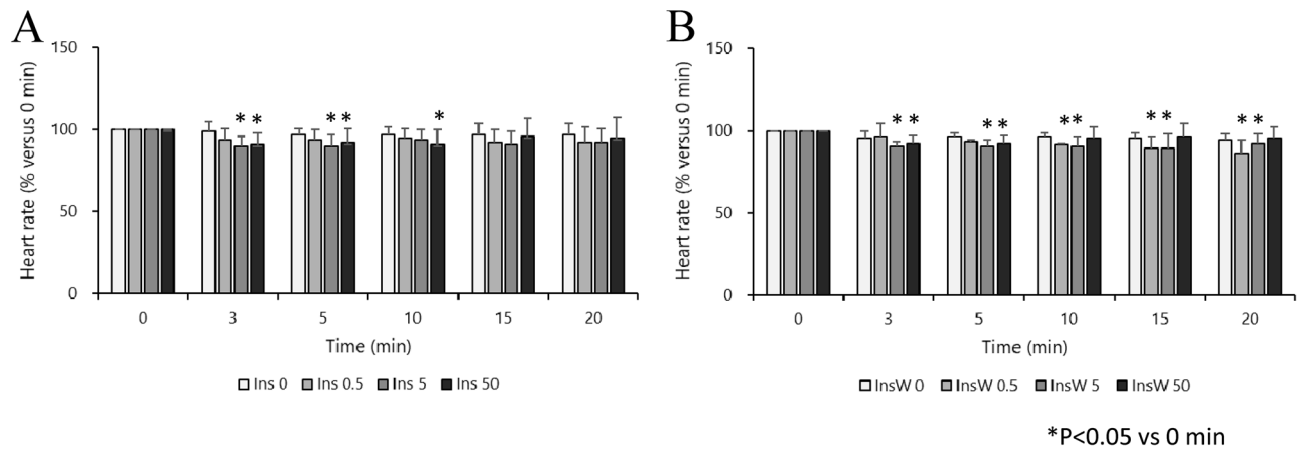 A
150
100
50
0
Heart rate (% versus 0 min)
* *
* *
*
0 3 5 10 15 20
Time (min)
Ins 0 Ins 0.5 Ins 5 Ins 50
B
150
100
50
0
Heart rate (% versus 0 min)
* *
* *
* *
* *
* *
0 3 5 10 15 20
Time (min)
InsW 0 InsW 0.5 InsW 5 InsW 50
*P<0.05 vs 0 min